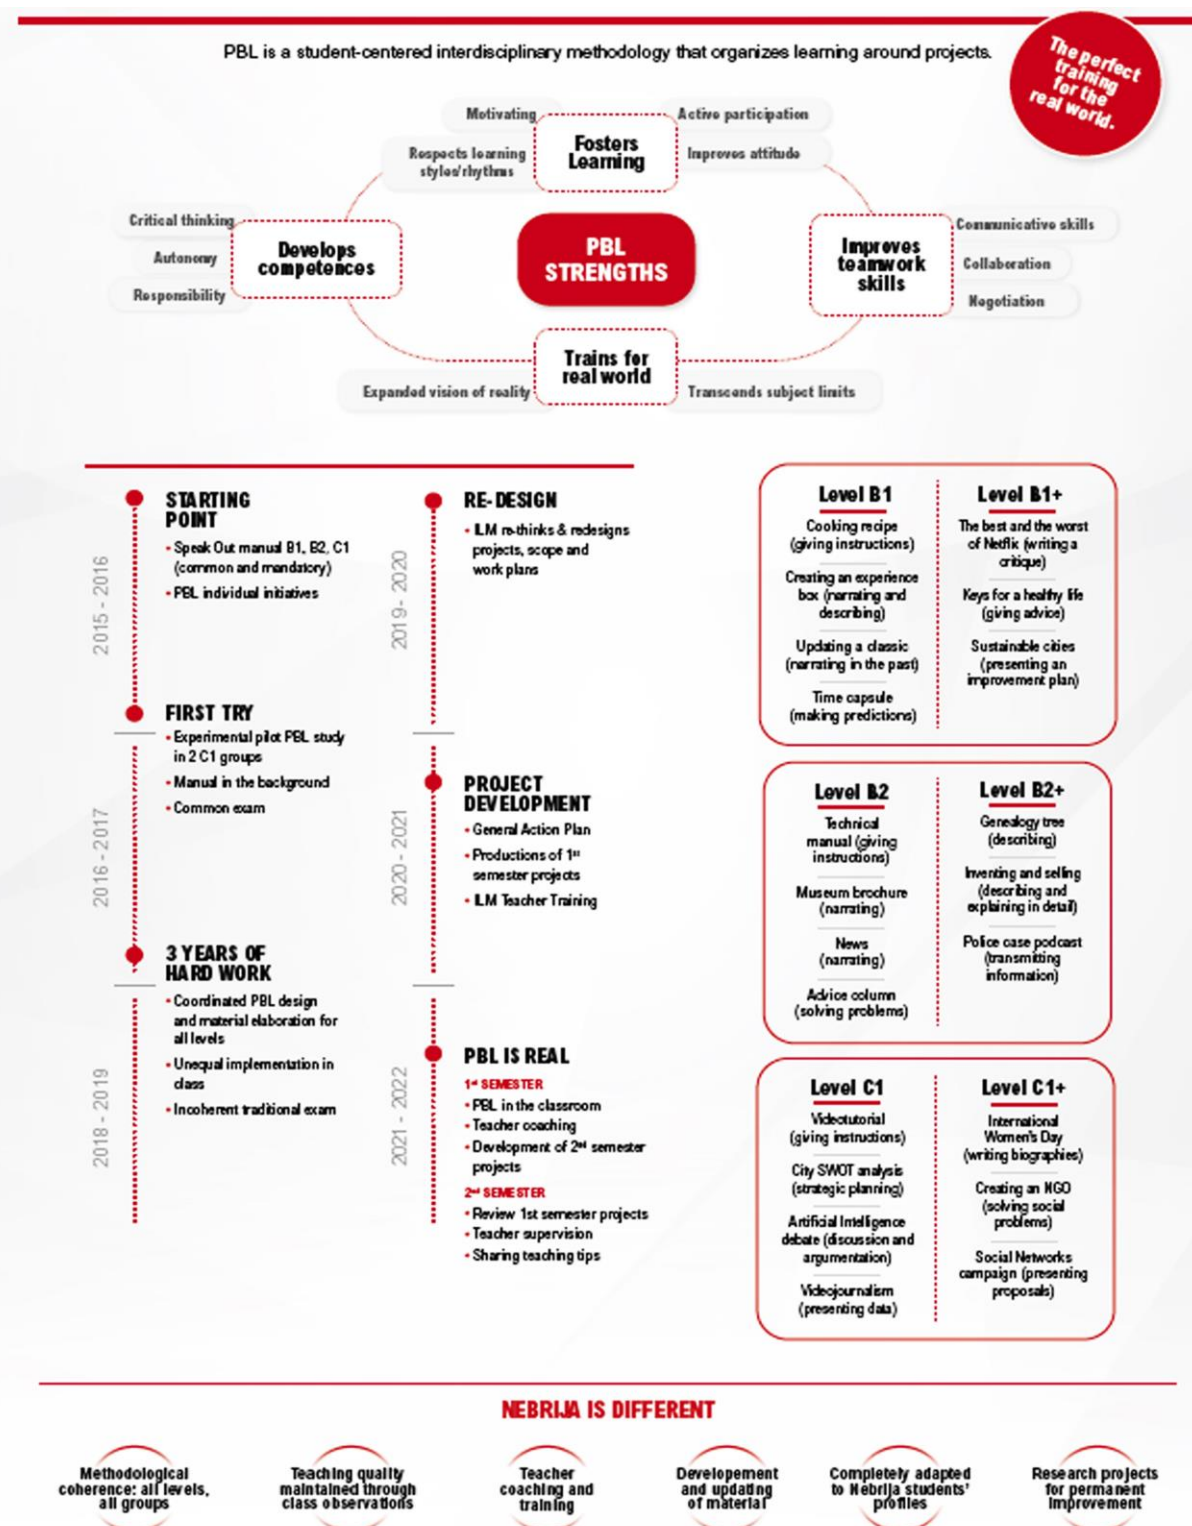 PBL is a student-centered interdisciplinary methodology that organizes learning around projects.
The perfect
training
for the
real world.
Motivating
Respects learning
styles/rhythms
Fosters
Learning
Active participation
Improves attitude
Critical thinking
Autonomy
Responsibility
Develops
competences
PBL
STRENGTHS
Improves
teamwork
skills
Communicative skills
Collaboration
Negotiation
Trains for
real world
Expanded vision of reality
Transcends subject limits
2015 - 2016
STARTING
POINT
• Speak Out manual B1, B2, C1
(common and mandatory)
• PBL individual initiatives
2016 - 2017
FIRST TRY
• Experimental pilot PBL study
in 2 C1 groups
• Manual in the background
• Common exam
2018 - 2019
3 YEARS OF
HARD WORK
• Coordinated PBL design
and material elaboration for
all levels
• Unequal implementation in
class
• Incoherent traditional exam
2019 - 2020
RE-DESIGN
• ILM re-thinks & redesigns
projects, scope and
work plans
2020 - 2021
PROJECT
DEVELOPMENT
• General Action Plan
• Productions of 1st
semester projects
• ILM Teacher Training
2021 - 2022
PBL IS REAL
1st SEMESTER
• PBL in the classroom
• Teacher coaching
• Development of 2nd semester
projects
2nd SEMESTER
• Review 1st semester projects
• Teacher supervision
• Sharing teaching tips
Level B1
Cooking recipe
(giving instructions)
Creating an experience
box (narrating and
describing)
Updating a classic
(narrating in the past)
Time capsule
(making predictions)
Level B1+
The best and the worst
of Netflix (writing a
critique)
Keys for a healthy life
(giving advice)
Sustainable cities
(presenting an
improvement plan)
Level B2
Technical
manual (giving
instructions)
Museum brochure
(narrating)
News
(narrating)
Advice column
(solving problems)
Level B2+
Genealogy tree
(describing)
Inventing and selling
(describing and
explaining in detail)
Police case podcast
(transmitting
information)
Level C1
Videotutorial
(giving instructions)
City SWOT analysis
(strategic planning)
Artificial Intelligence
debate (discussion and
argumentation)
Videojournalism
(presenting data)
Level C1+
International
Women's Day
(writing biographies)
Creating an NGO
(solving social
problems)
Social Networks
campaign (presenting
proposals)
NEBRIJA IS DIFFERENT
Methodological
coherence: all levels,
all groups
Teaching quality
maintained through
class observations
Teacher
coaching and
training
Developement
and updating
of material
Completely adapted
to Nebrija students'
profiles
Research projects
for permanent
improvement